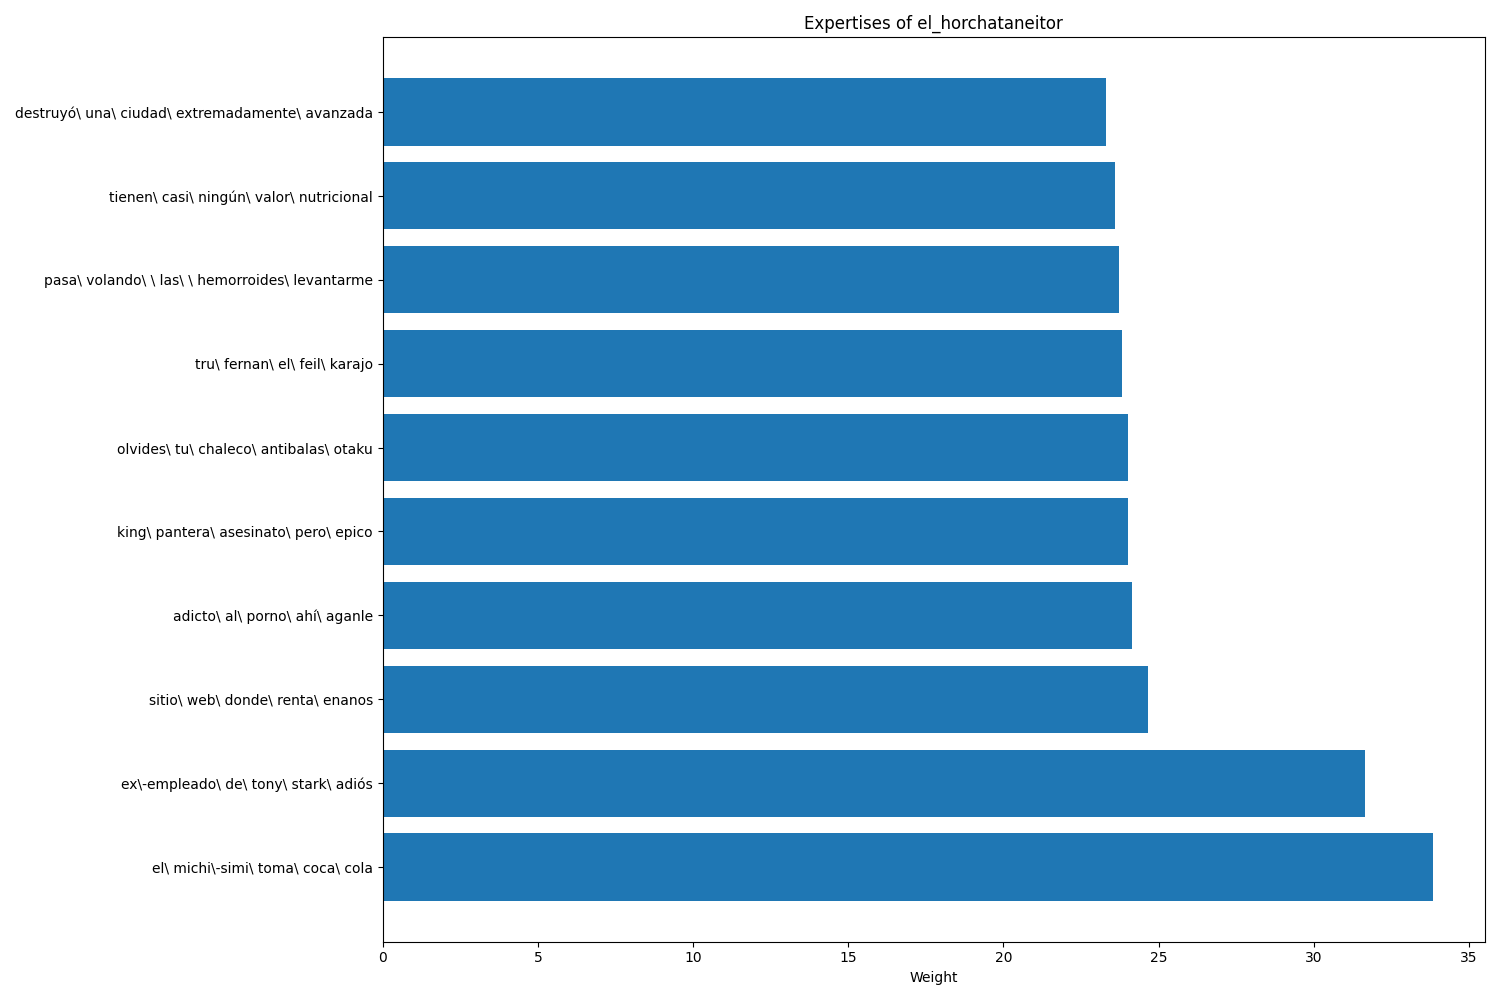 Expertises of el_horchataneitor
destruyó\ una\ ciudad\ extremadamente\ avanzada
tienen\ casi\ ningún\ valor\ nutricional
pasa\ volando\ \ las\ \ hemorroides\ levantarme
tru\ fernan\ el\ feil\ karajo
olvides\ tu\ chaleco\ antibalas\ otaku
king\ pantera\ asesinato\ pero\ epico
adicto\ al\ porno\ ahí\ aganle
sitio\ web\ donde\ renta\ enanos
ex\-empleado\ de\ tony\ stark\ adiós
el\ michi\-simi\ toma\ coca\ cola
0 5 10 15 20 25 30 35
Weight